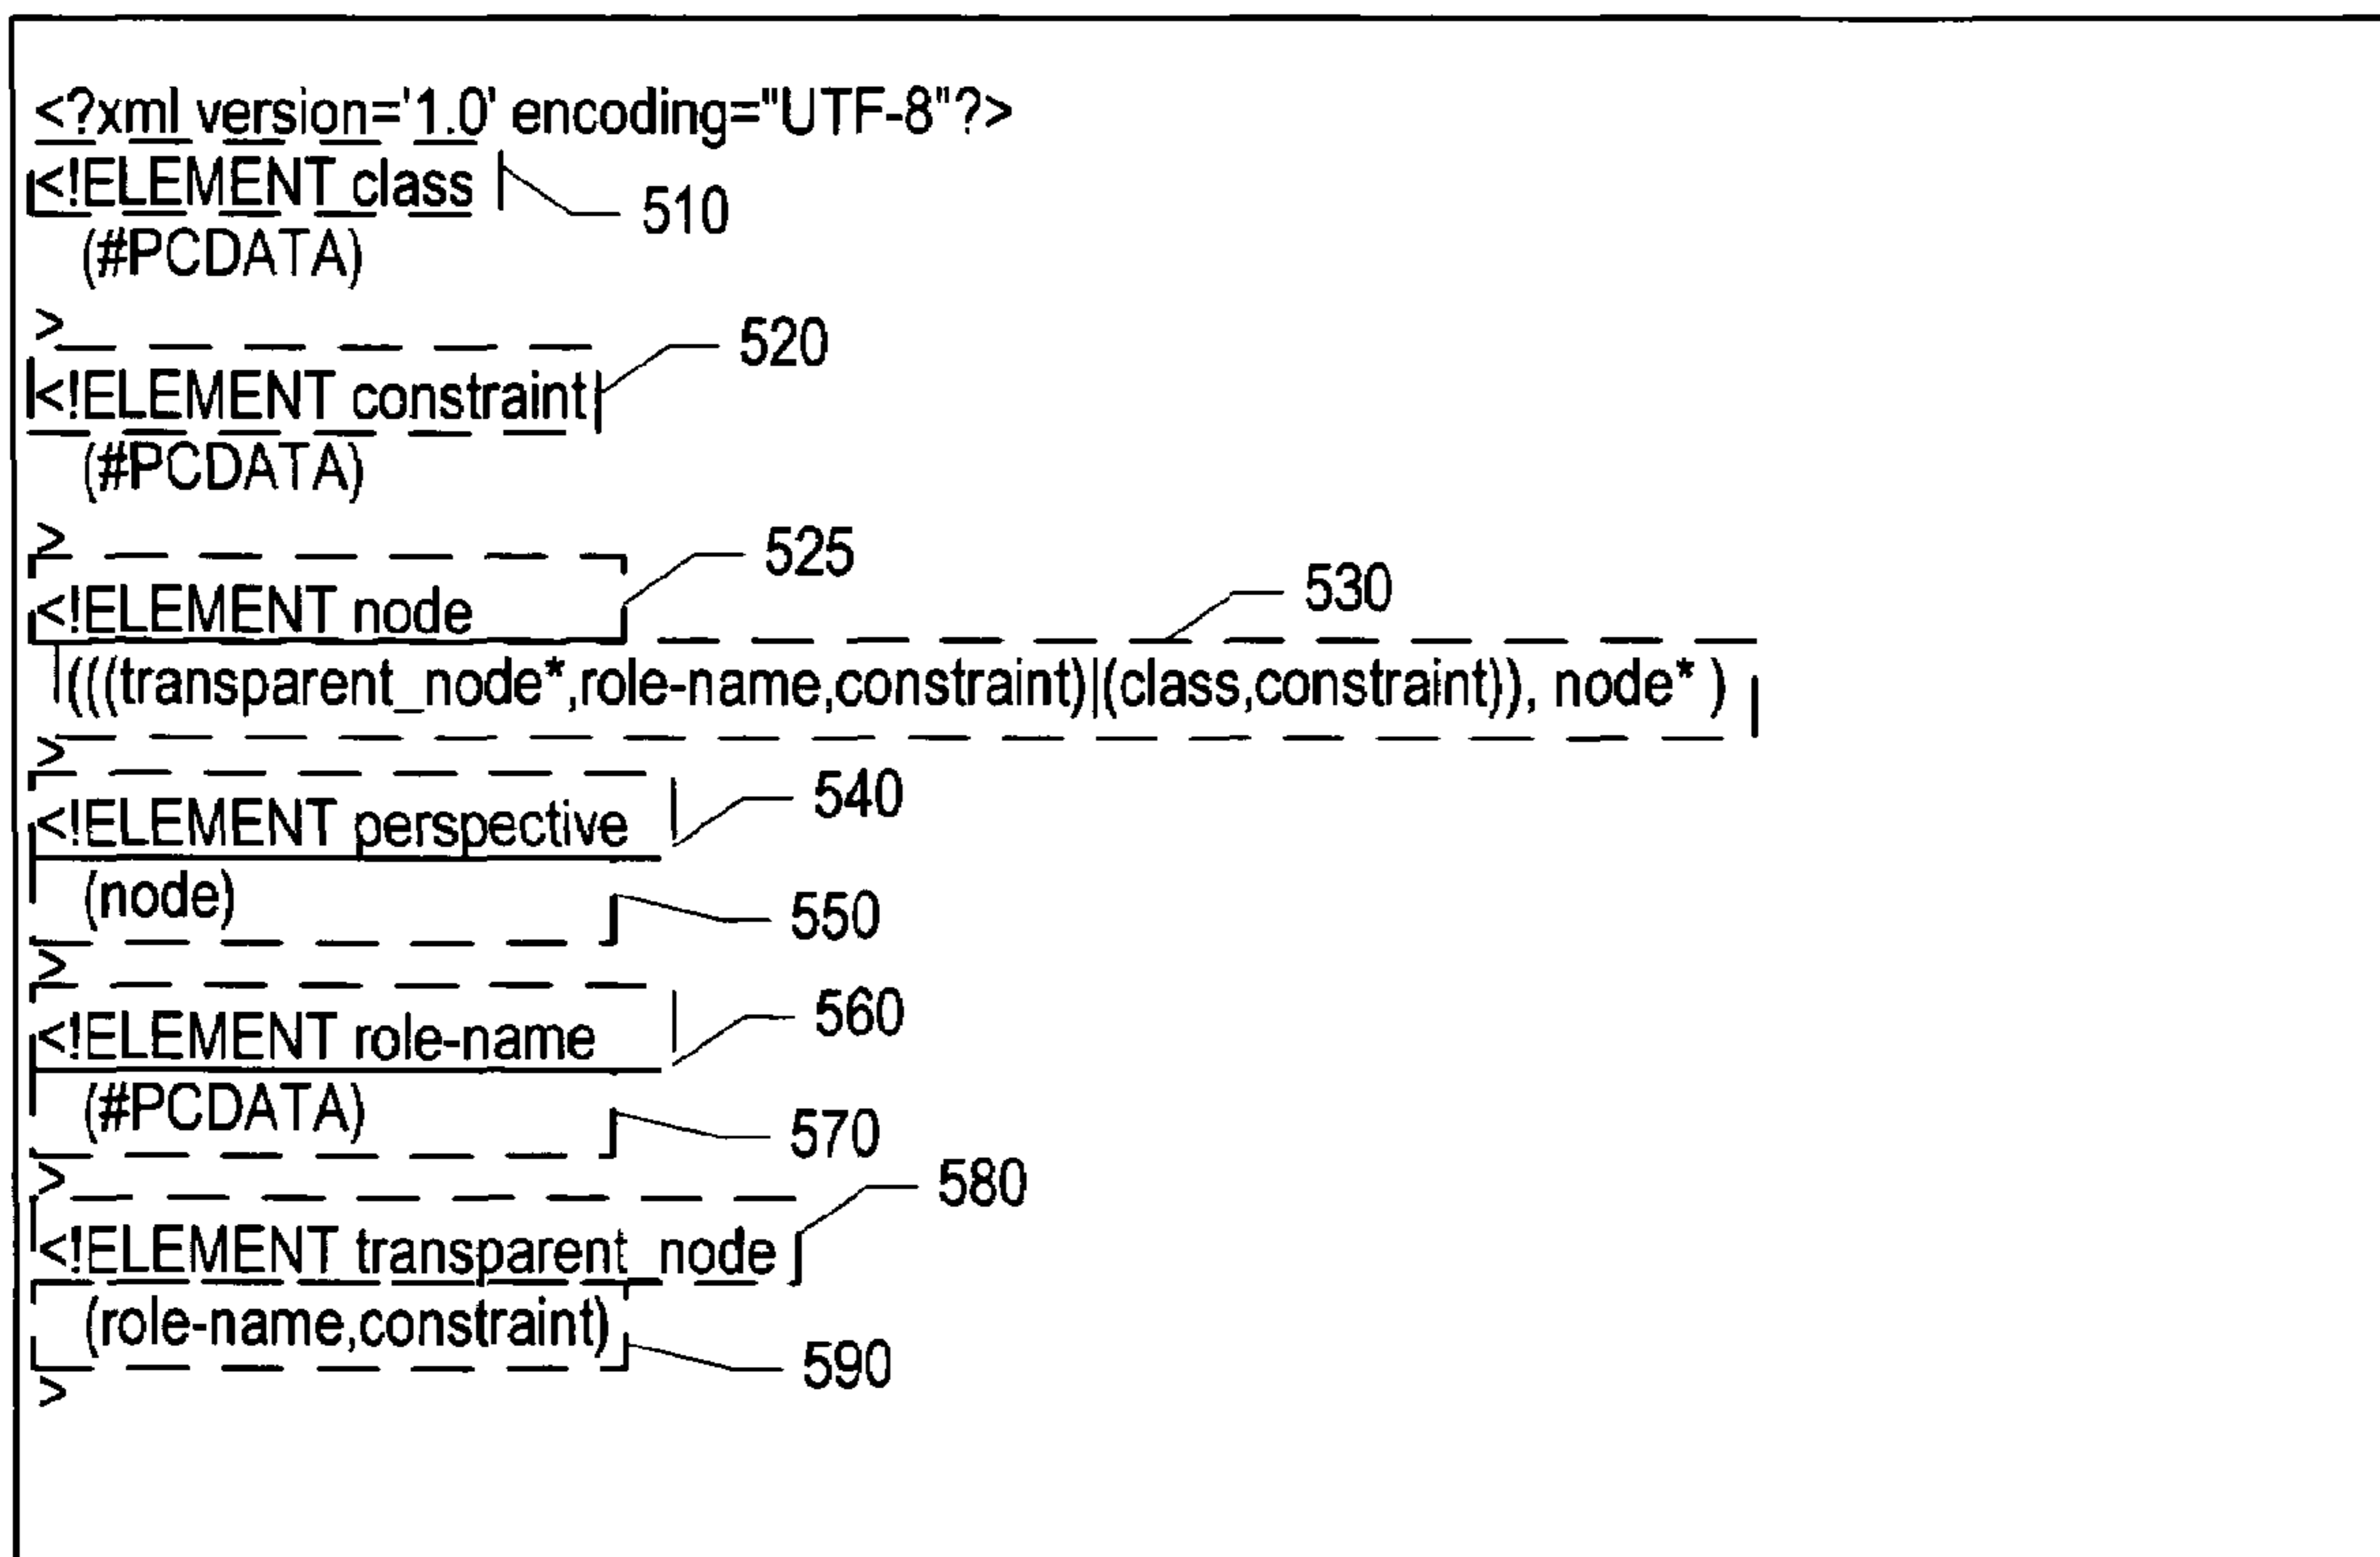 <?xml version='1.0' encoding="UTF-8"?>
<!ELEMENT class
510
(#PCDATA)
>
520
<!ELEMENT constraint
(#PCDATA)
>
525
<!ELEMENT node
530
(((transparent_node*,role-name,constraint)|(class,constraint)), node* )
>
540
<!ELEMENT perspective
(node)
550
>
560
<!ELEMENT role-name
(#PCDATA)
570
>
580
<!ELEMENT transparent_node
(role-name,constraint)
590
>